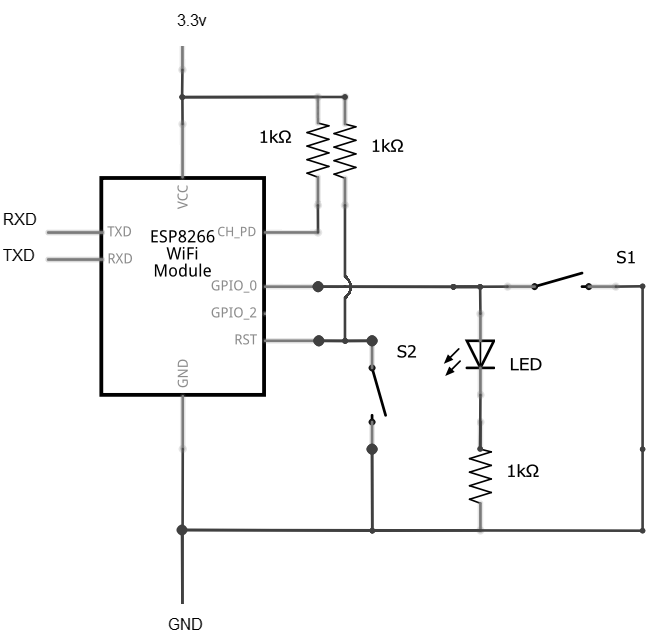 3.3v
1kΩ
1kΩ
VCC
RXD
TXD
TXD
RXD
ESP8266
WiFi
Module
CH_PD
GPIO_0
GPIO_2
RST
GND
S1
S2
LED
1kΩ
GND